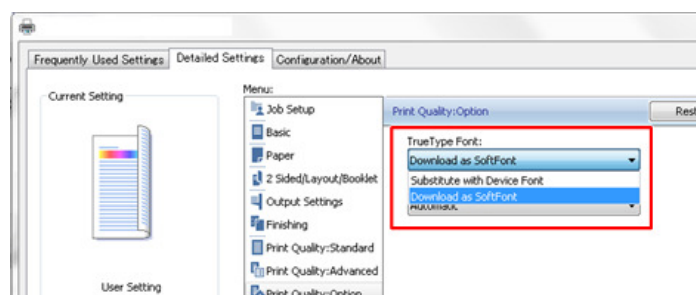 Frequently Used Settings
Detailed Settings
Configuration/About
Current Setting
Menu:
Job Setup
Basic
Paper
2 Sided/Layout/Booklet
Output Settings
Finishing
Print Quality:Standard
Print Quality:Advanced
Print Quality:Option
Print Quality:Option
Rest
TrueType Font:
Download as SoftFont
Substitute with Device Font
Download as SoftFont
Automatic
User Setting